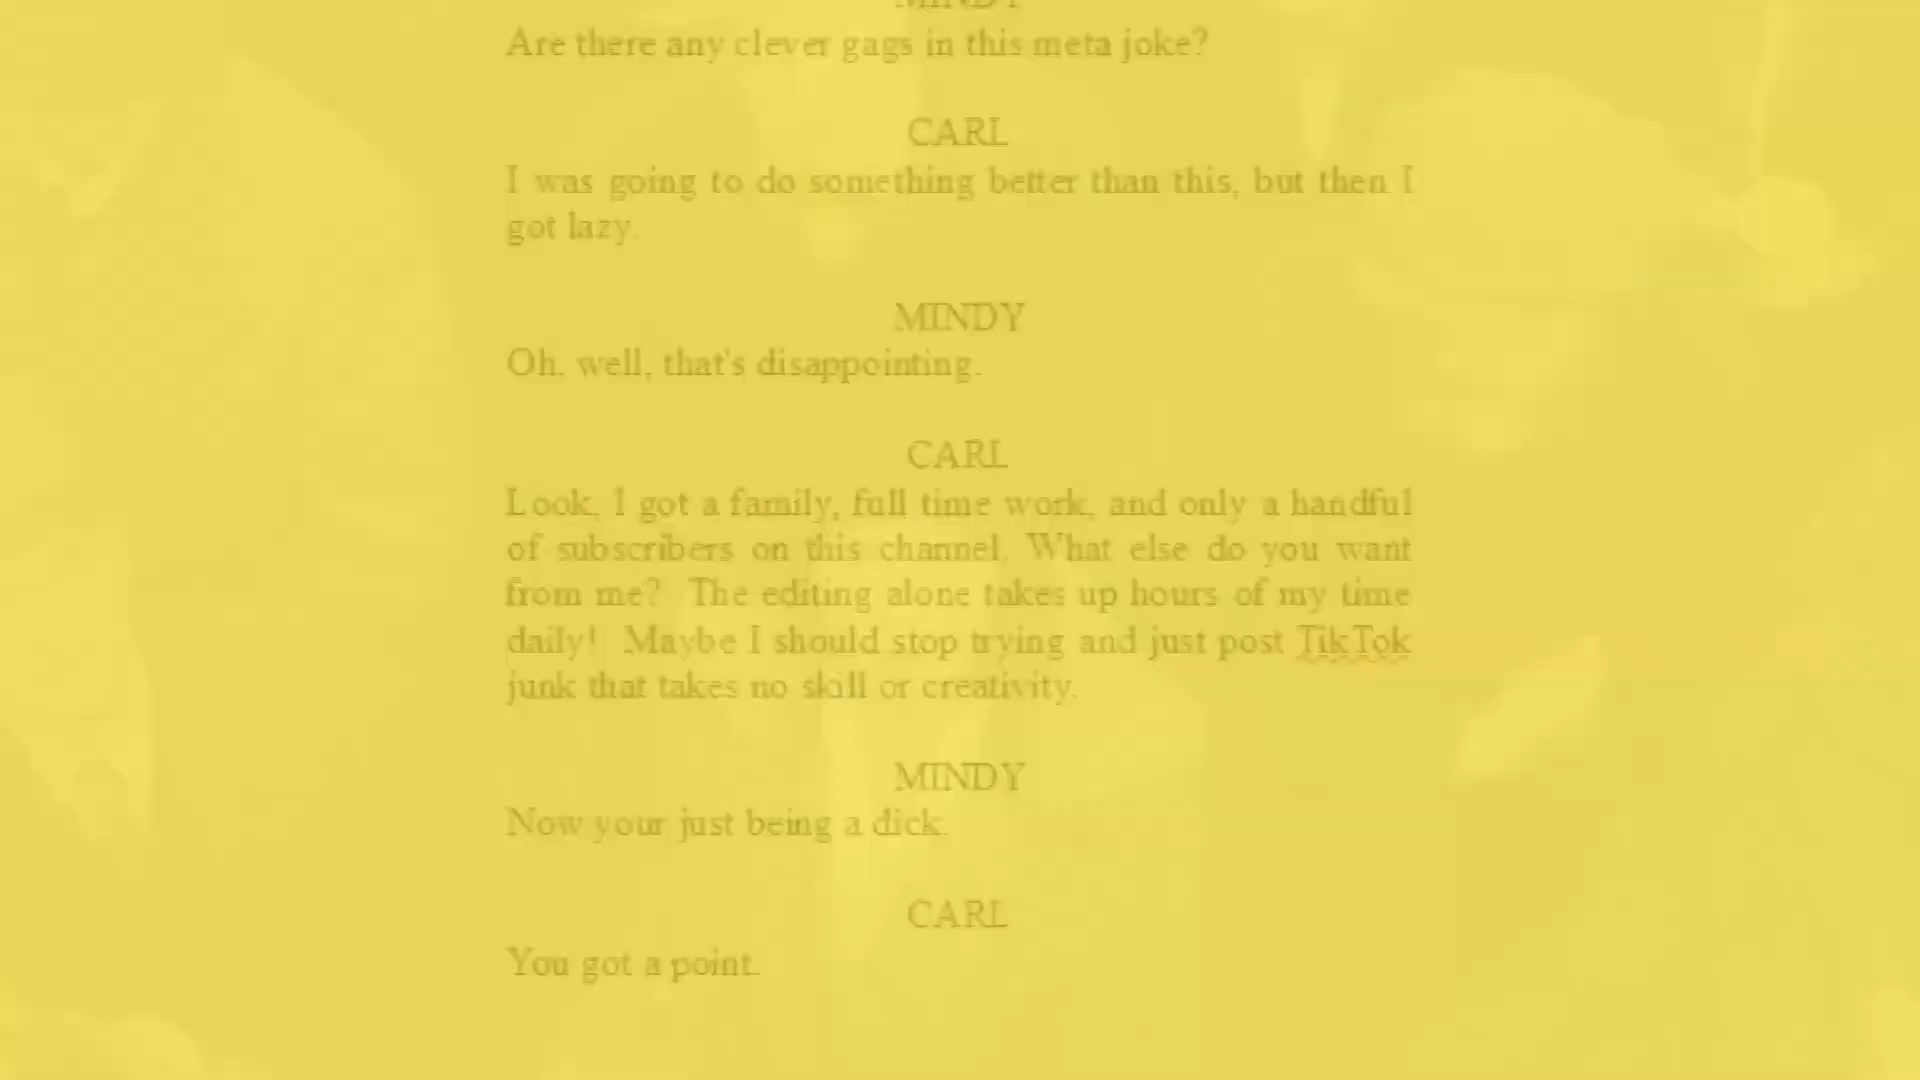 MINDY
Are there any clever gags in this meta joke?
CARL
I was going to do something better than this, but then I
got lazy.
MINDY
Oh. well, that's disappointing.
CARL
Look, I got a family, full time work, and only a handful
of subscribers on this channel. What else do you want
from me? The editing alone takes up hours of my time
daily! Maybe I should stop trying and just post TikTok
junk that takes no skill or creativity.
MINDY
Now your just being a dick.
CARL
You got a point.